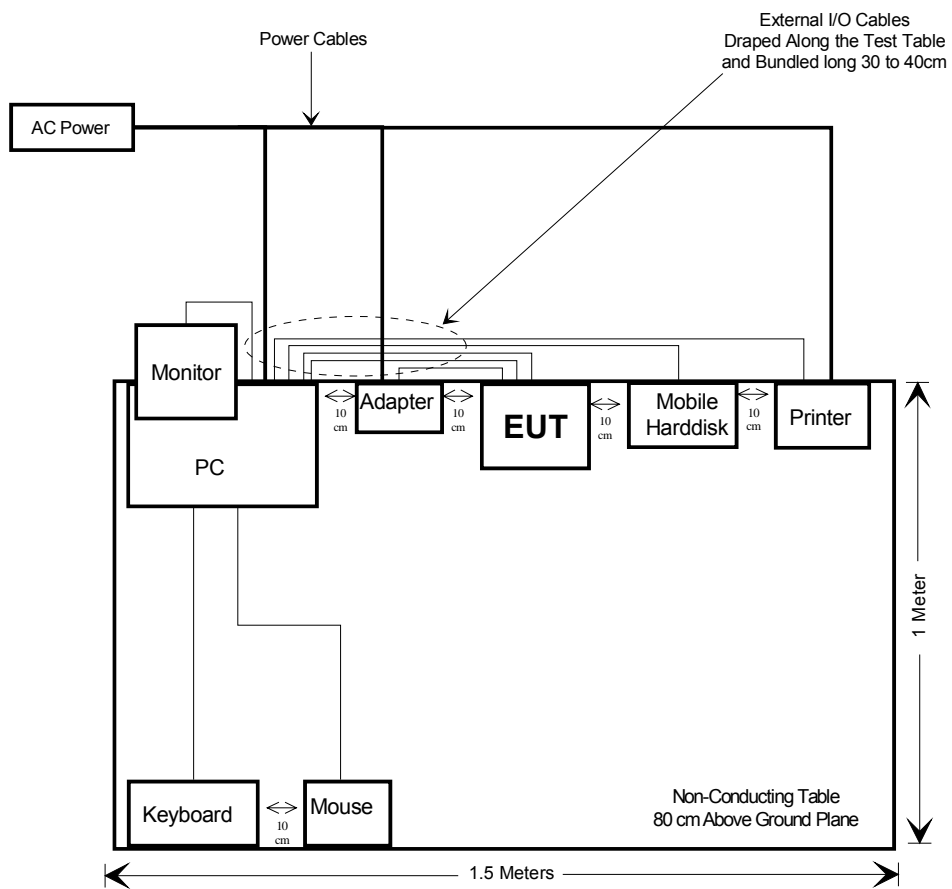 External I/O Cables
Draped Along the Test Table
and Bundled long 30 to 40cm
Power Cables
AC Power
Monitor
Adapter
EUT
Mobile
Harddisk
Printer
10
cm
10
cm
10
cm
10
cm
PC
1 Meter
Keyboard
10
cm
Mouse
Non-Conducting Table
80 cm Above Ground Plane
1.5 Meters